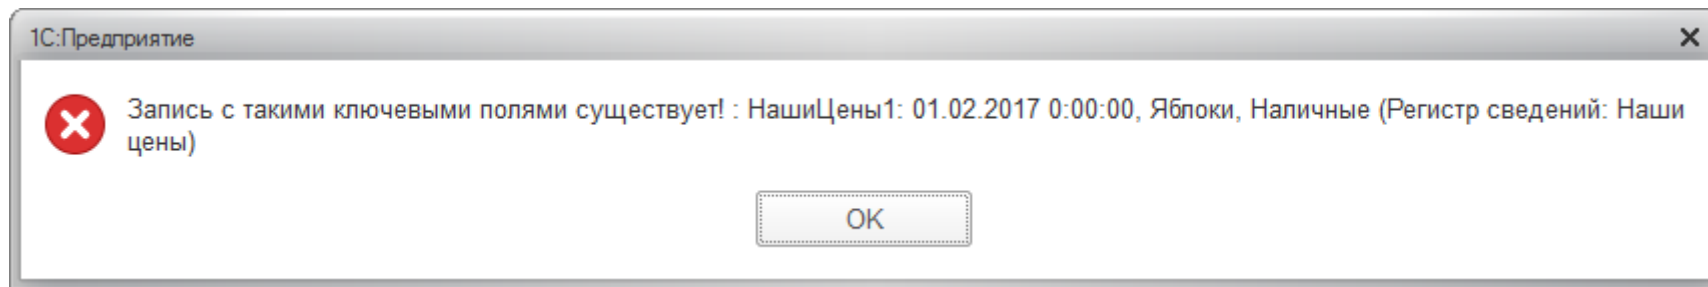 1С:Предприятие
Запись с такими ключевыми полями существует! : НашиЦены1: 01.02.2017 0:00:00, Яблоки, Наличные (Регистр сведений: Наши
цены)
OK